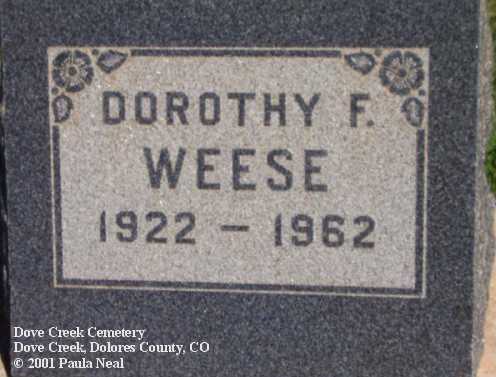 DOROTHY F.
WEESE
1922 - 1962
Dove Creek Cemetery
Dove Creek, Dolores County, CO
© 2001 Paula Neal